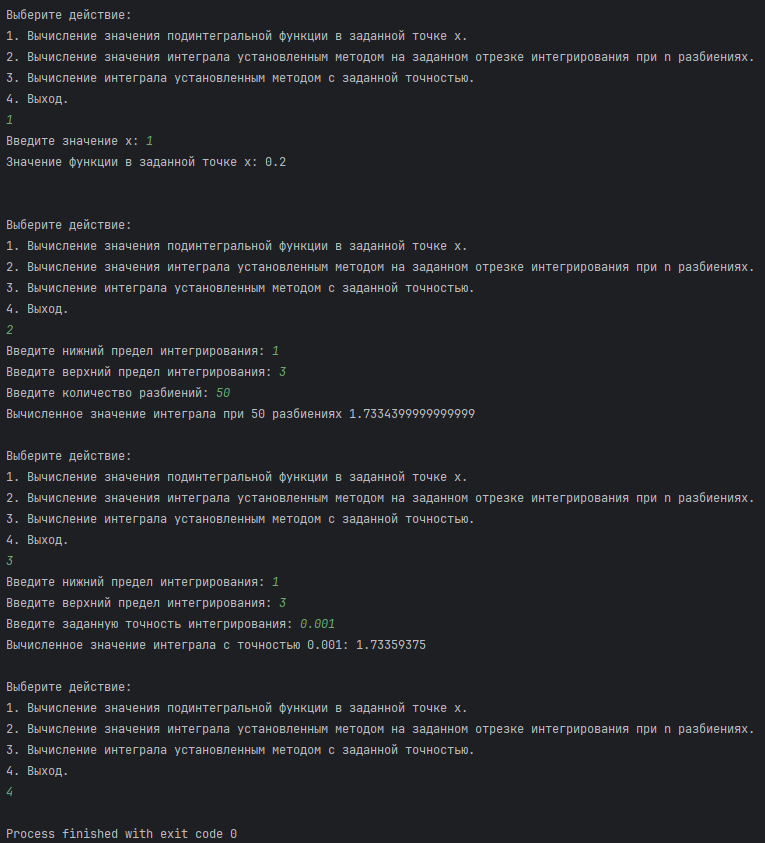 Выберите действие:
1. Вычисление значения подинтегральной функции в заданной точке x.
2. Вычисление значения интеграла установленным методом на заданном отрезке интегрирования при n разбиениях.
3. Вычисление интеграла установленным методом с заданной точностью.
4. Выход.
1
Введите значение x: 1
Значение функции в заданной точке x: 0.2
Выберите действие:
1. Вычисление значения подинтегральной функции в заданной точке x.
2. Вычисление значения интеграла установленным методом на заданном отрезке интегрирования при n разбиениях.
3. Вычисление интеграла установленным методом с заданной точностью.
4. Выход.
2
Введите нижний предел интегрирования: 1
Введите верхний предел интегрирования: 3
Введите количество разбиений: 50
Вычисленное значение интеграла при 50 разбиениях 1.7334399999999999
Выберите действие:
1. Вычисление значения подинтегральной функции в заданной точке x.
2. Вычисление значения интеграла установленным методом на заданном отрезке интегрирования при n разбиениях.
3. Вычисление интеграла установленным методом с заданной точностью.
4. Выход.
3
Введите нижний предел интегрирования: 1
Введите верхний предел интегрирования: 3
Введите заданную точность интегрирования: 0.001
Вычисленное значение интеграла с точностью 0.001: 1.73359375
Выберите действие:
1. Вычисление значения подинтегральной функции в заданной точке x.
2. Вычисление значения интеграла установленным методом на заданном отрезке интегрирования при n разбиениях.
3. Вычисление интеграла установленным методом с заданной точностью.
4. Выход.
4
Process finished with exit code 0